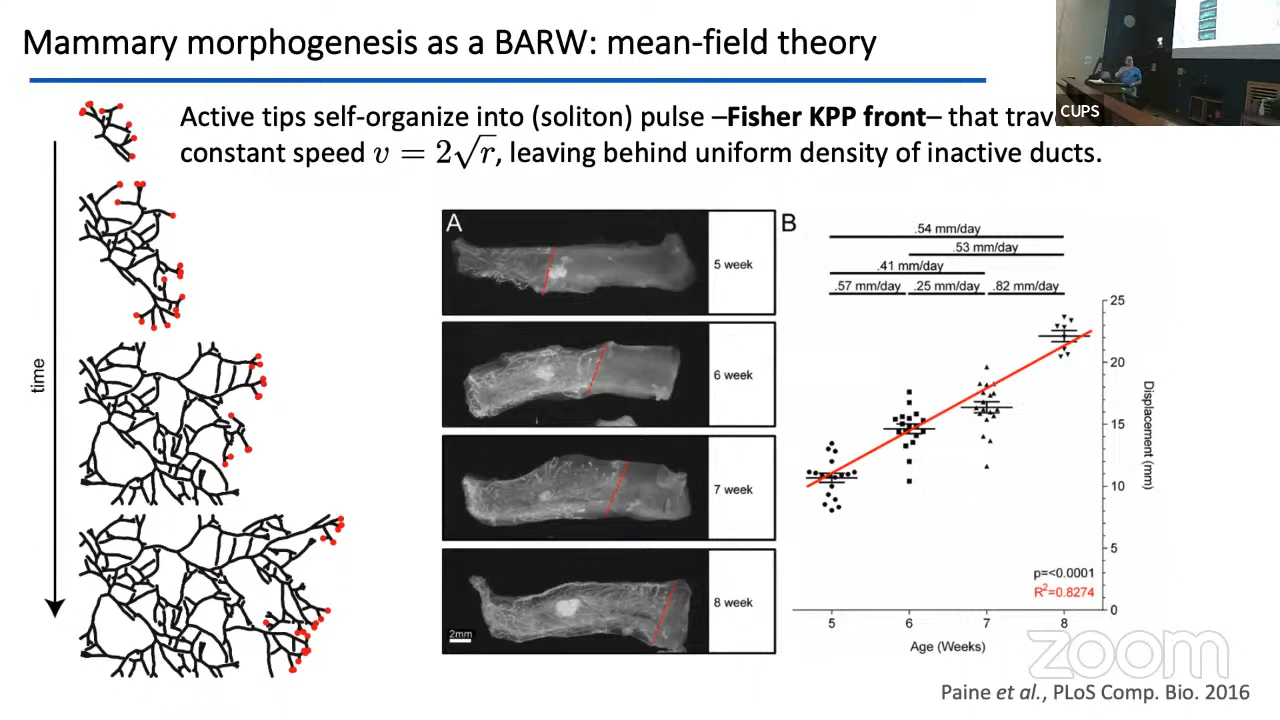 Mammary morphogenesis as a BARW: mean-field theory
CUPS
Active tips self-organize into (soliton) pulse –Fisher KPP front– that
constant speed v = 2√r, leaving behind uniform density of inactive ducts.
time
A
5 week
6 week
7 week
8 week
2mm
B
.54 mm/day
.53 mm/day
.41 mm/day
.57 mm/day .25 mm/day .82 mm/day
25
20
15
10
5
0
Displacement (mm)
p=<0.0001
R²=0.8274
5 6 7 8
Age (Weeks)
zoom
Paine et al., PLoS Comp. Bio. 2016